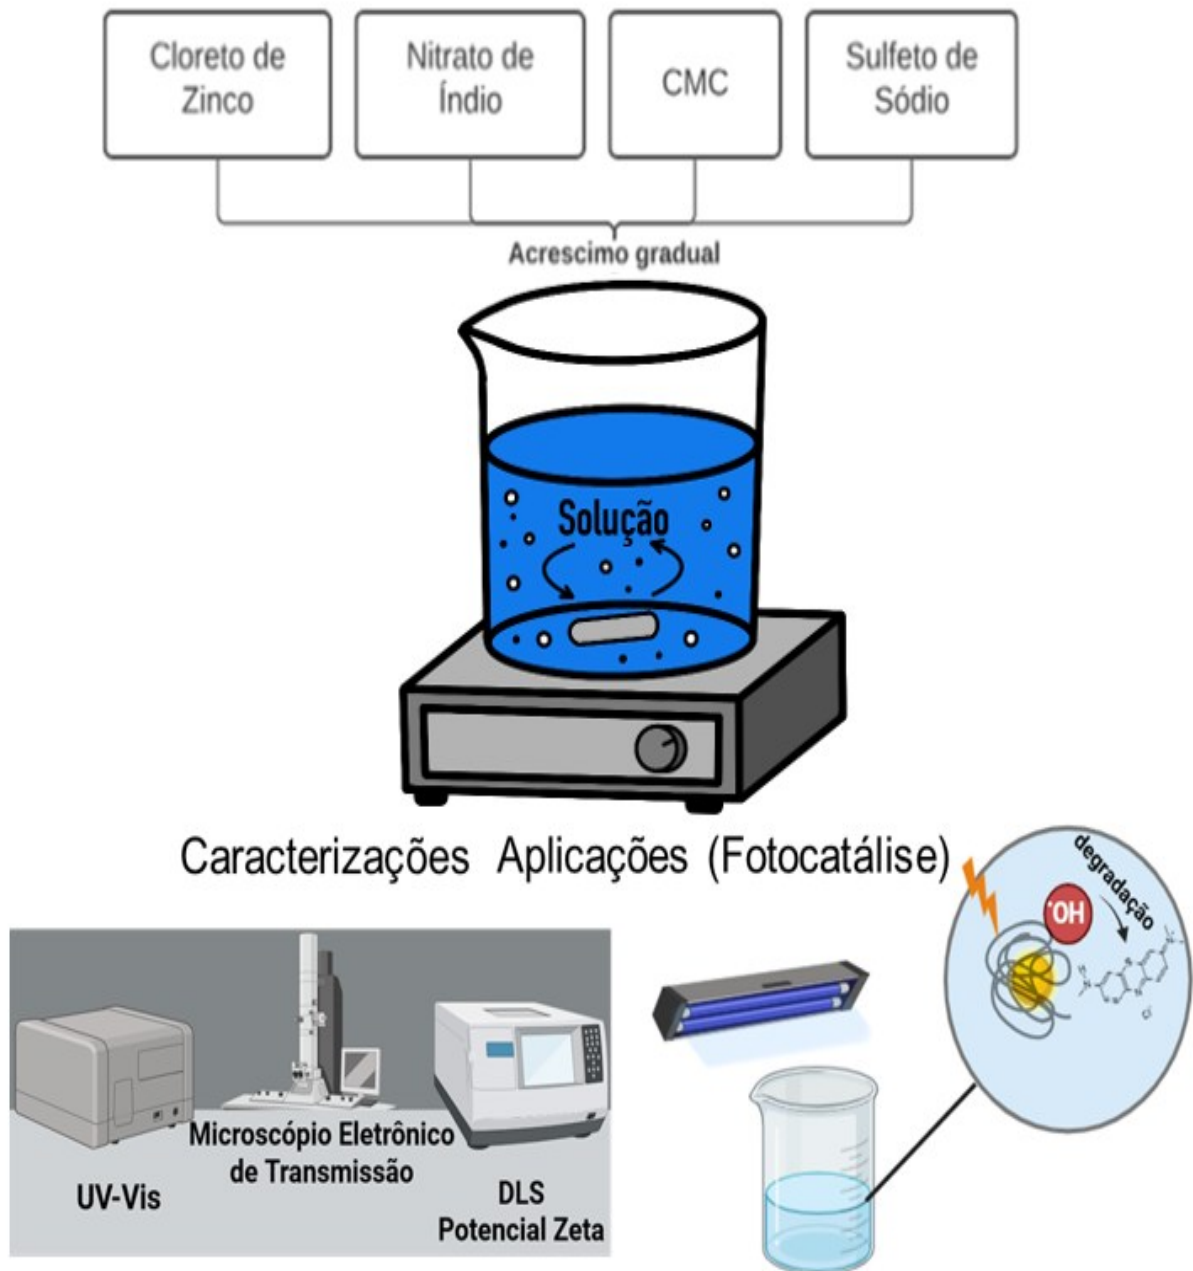 Cloreto de
Zinco
Nitrato de
Índio
CMC
Sulfeto de
Sódio
Acrescimo gradual
Solução
Caracterizações Aplicações (Fotocatálise)
degradação
•OH
N
S
N
N
Cl⁻
UV-Vis
Microscópio Eletrônico
de Transmissão
DLS
Potencial Zeta